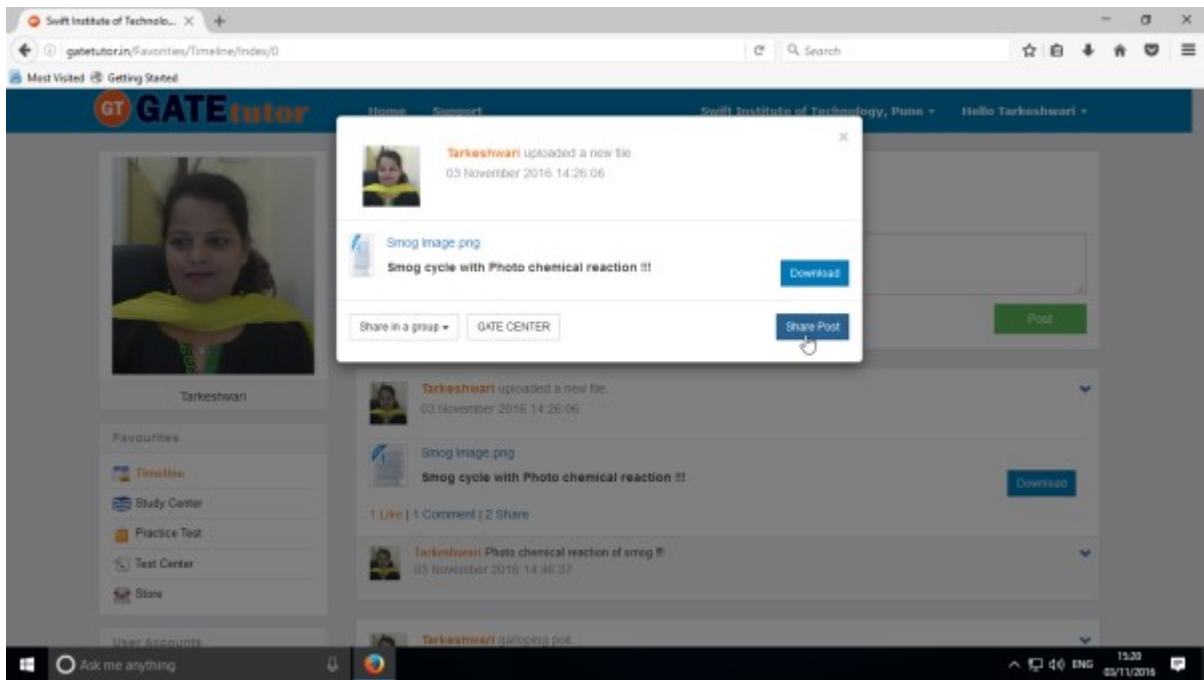 Swift Institute of Technolo...
gatetutor.in/Favorities/Timeline/Index/0
Search
Most Visited Getting Started
GT GATEtutor Home Support Swift Institute of Technology, Pune Hello Tarkeshwari
Tarkeshwari uploaded a new file.
03 November 2016 14:26:06
Smog Image.png
Smog cycle with Photo chemical reaction !!!
Download
Share in a group GATE CENTER Share Post
Post
Tarkeshwari
Favourites
Timeline
Study Center
Practice Test
Test Center
Store
User Accounts
Tarkeshwari uploaded a new file.
03 November 2016 14:26:06
Smog Image.png
Smog cycle with Photo chemical reaction !!!
Download
1 Like | 1 Comment | 2 Share
Tarkeshwari Photo chemical reaction of smog !!!
03 November 2016 14:46:37
Tarkeshwari galloping poll.
Ask me anything
ENG
15:20
03/11/2016